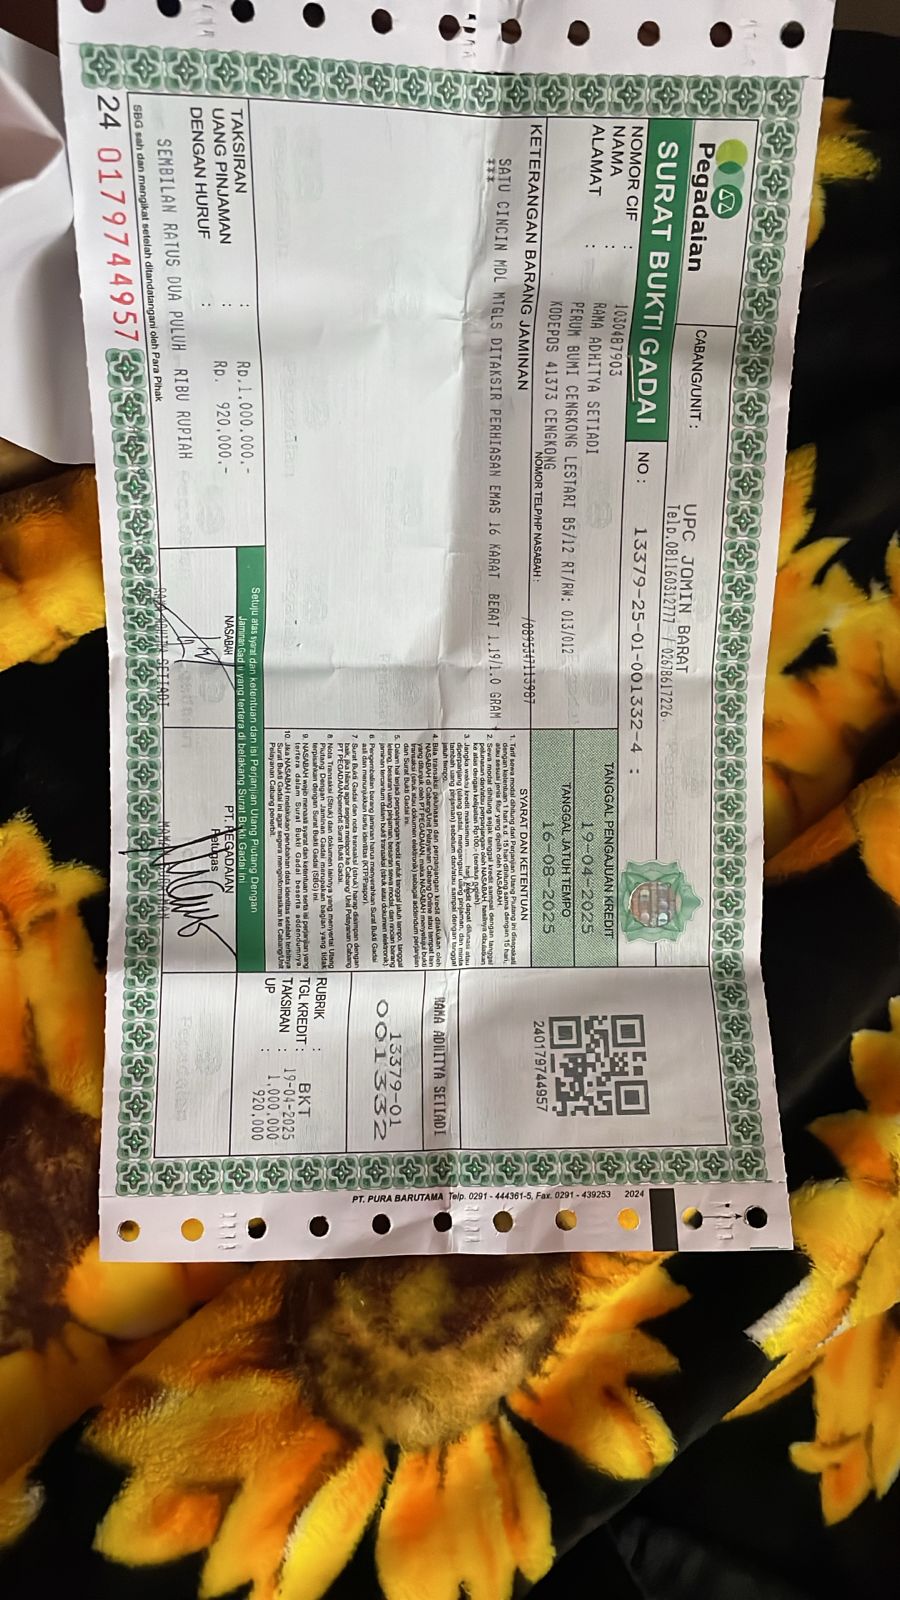 Pegadaian
CABANG/UNIT :
UPC JOMIN BARAT
Telp.081160312777 / 02678617226
SURAT BUKTI GADAI
NO : 13379-25-01-001332-4 :
NOMOR CIF : 1030487903
NAMA : RAMA ADHITYA SETIADI
ALAMAT : PERUM BUMI CENGKONG LESTARI B5/12 RT/RW: 013/012
KODEPOS 41373 CENGKONG
NOMOR TELP/HP NASABAH : /0895347113987
TANGGAL PENGAJUAN KREDIT
19-04-2025
TANGGAL JATUH TEMPO
16-08-2025
KETERANGAN BARANG JAMINAN
SATU CINCIN MDL MTGLS DITAKSIR PERHIASAN EMAS 16 KARAT BERAT 1.19/1.0 GRAM
***
SYARAT DAN KETENTUAN
1. Tarif sewa modal dihitung dari Perjanjian Utang Piutang ini disepakati
dengan ketentuan 1 hari s.d. 15 hari dihitung sama dengan 15 hari,
atau sesuai jenis fitur yang dipilih oleh NASABAH.
2. Sewa modal dihitung sejak tanggal kredit sampai dengan tanggal
pelunasan dan/atau perpanjangan oleh NASABAH, hasilnya dibulatkan
ke atas dengan kelipatan Rp100,- (seratus rupiah).
3. Jangka waktu kredit maksimum ........ hari, kredit dapat dilunasi atau
diperpanjang (ulang gadai, mengangsur uang pinjaman, dan minta
tambah uang pinjaman) sebelum dan/atau sampai dengan tanggal
jatuh tempo.
4. Bila transaksi pelunasan dan perpanjangan kredit dilakukan oleh
NASABAH di Cabang/Unit Pelayanan Cabang Online atau tempat lain
yang ditunjuk oleh PT PEGADAIAN, maka NASABAH menyetujui bukti
transaksi (struk atau dokumen elektronik) sebagai addendum perjanjian
dan Surat Bukti Gadai ini.
5. Dalam hal terjadi perpanjangan kredit untuk tanggal jatuh tempo, tanggal
lelang, besaran uang pinjaman, besaran sewa modal, dan rincian barang
jaminan tercantum dalam bukti transaksi (struk atau dokumen elektronik).
6. Pengembalian barang jaminan harus menyerahkan Surat Bukti Gadai
asli dan menunjukkan kartu identitas (KTP/Paspor).
7. Surat Bukti Gadai dan nota transaksi (struk) harap disimpan dengan
baik, jika hilang agar segera melapor ke Cabang/ Unit Pelayanan Cabang
PT PEGADAIAN penerbit Surat Bukti Gadai.
8. Nota Transaksi (Struk) dan dokumen lainnya yang menyertai Utang
Piutang Dengan Jaminan Gadai merupakan bagian yang tidak
terpisahkan dengan Surat Bukti Gadai (SBG) ini.
9. NASABAH wajib menaati syarat dan ketentuan serta isi perjanjian yang
tertera dalam Surat Bukti Gadai beserta addendumnya.
10. Jika NASABAH melakukan perubahan data identitas setelah terbitnya
Surat Bukti Gadai ini agar segera menginformasikan ke Cabang/Unit
Pelayanan Cabang penerbit.
TAKSIRAN : Rp.1.000.000,-
UANG PINJAMAN : Rp. 920,000,-
DENGAN HURUF :
SEMBILAN RATUS DUA PULUH RIBU RUPIAH
SBG sah dan mengikat setelah ditandatangani oleh Para Pihak
24 0179744957
Setuju atas syarat dan ketentuan dan isi Perjanjian Utang Piutang Dengan
Jaminan Gadai yang tertera di belakang Surat Bukti Gadai ini
NASABAH
RAMA ADHITYA SETIADI
PT. PEGADAIAN
Petugas
240179744957
RAMA ADHITYA SETIADI
13379-01
001332
RUBRIK : BKT
TGL KREDIT : 19-04-2025
TAKSIRAN : 1,000,000
UP : 920,000
PT. PURA BARUTAMA Telp. 0291 - 444361-5, Fax. 0291 - 439253 2024